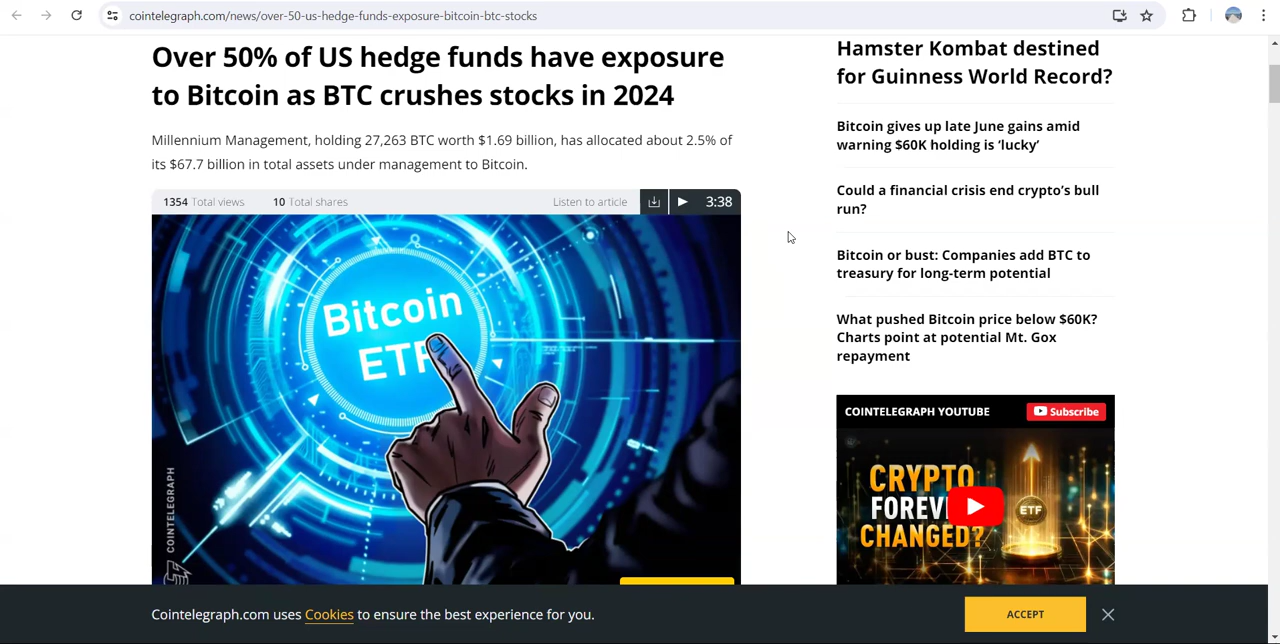 cointelegraph.com/news/over-50-us-hedge-funds-exposure-bitcoin-btc-stocks
Over 50% of US hedge funds have exposure
to Bitcoin as BTC crushes stocks in 2024
Millennium Management, holding 27,263 BTC worth $1.69 billion, has allocated about 2.5% of
its $67.7 billion in total assets under management to Bitcoin.
1354 Total views 10 Total shares Listen to article 3:38
Bitcoin
ETF
COINTELEGRAPH
Hamster Kombat destined
for Guinness World Record?
Bitcoin gives up late June gains amid
warning $60K holding is ‘lucky’
Could a financial crisis end crypto’s bull
run?
Bitcoin or bust: Companies add BTC to
treasury for long-term potential
What pushed Bitcoin price below $60K?
Charts point at potential Mt. Gox
repayment
COINTELEGRAPH YOUTUBE Subscribe
CRYPTO
FOREV
CHANGED?
ETF
Cointelegraph.com uses Cookies to ensure the best experience for you.
ACCEPT